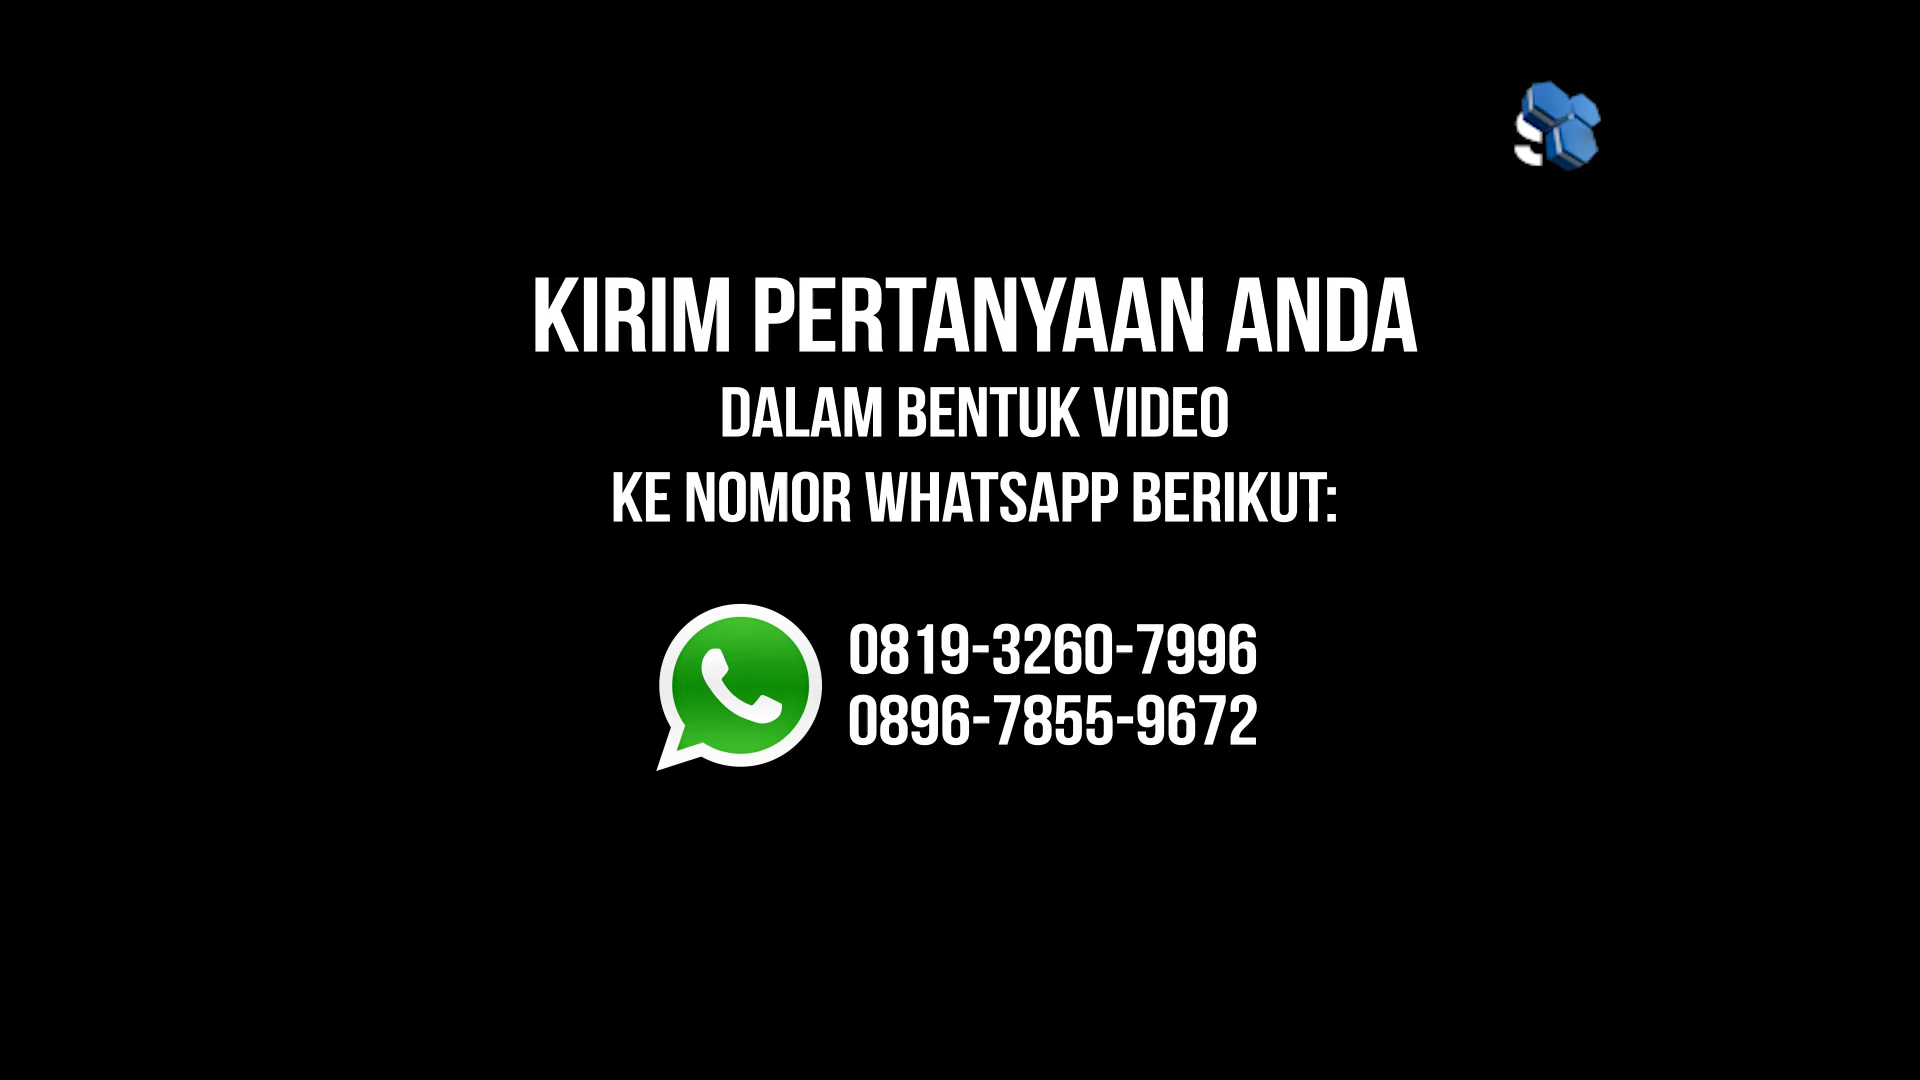 KIRIM PERTANYAAN ANDA
DALAM BENTUK VIDEO
KE NOMOR WHATSAPP BERIKUT:
0819-3260-7996
0896-7855-9672